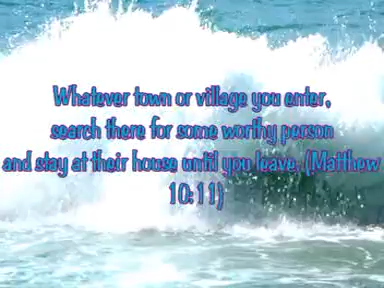 Whatever town or village you enter,
search there for some worthy person
and stay at their house until you leave. (Matthew
10:11)